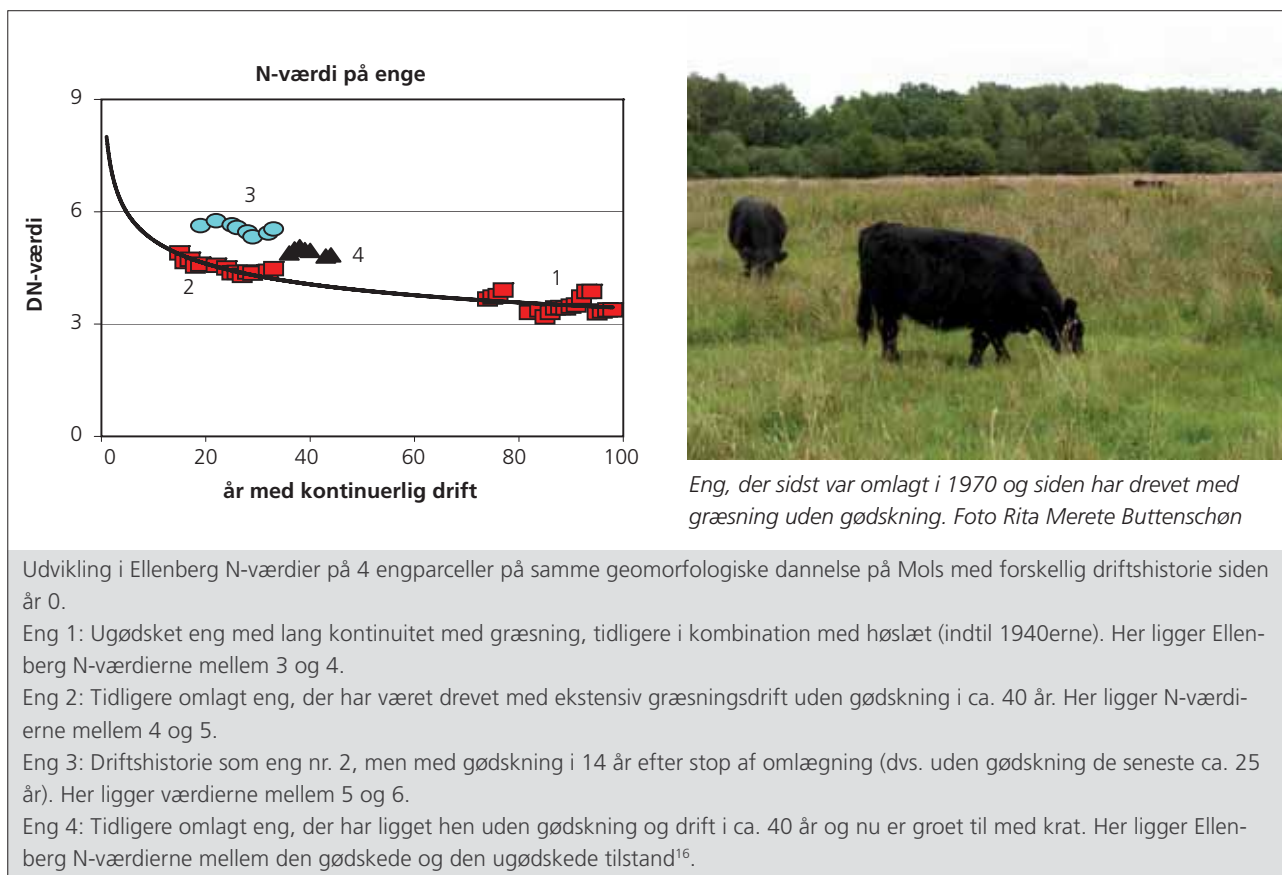 N-værdi på enge
9
6
3
0
DN-værdi
3
4
2
1
0 20 40 60 80 100
år med kontinuerlig drift
Eng, der sidst var omlagt i 1970 og siden har drevet med
græsning uden gødskning. Foto Rita Merete Buttenschøn
Udvikling i Ellenberg N-værdier på 4 engparceller på samme geomorfologiske dannelse på Mols med forskellig driftshistorie siden
år 0.
Eng 1: Ugødsket eng med lang kontinuitet med græsning, tidligere i kombination med høslæt (indtil 1940erne). Her ligger Ellen-
berg N-værdierne mellem 3 og 4.
Eng 2: Tidligere omlagt eng, der har været drevet med ekstensiv græsningsdrift uden gødskning i ca. 40 år. Her ligger N-værdi-
erne mellem 4 og 5.
Eng 3: Driftshistorie som eng nr. 2, men med gødskning i 14 år efter stop af omlægning (dvs. uden gødskning de seneste ca. 25
år). Her ligger værdierne mellem 5 og 6.
Eng 4: Tidligere omlagt eng, der har ligget hen uden gødskning og drift i ca. 40 år og nu er groet til med krat. Her ligger Ellen-
berg N-værdierne mellem den gødskede og den ugødskede tilstand¹⁶.